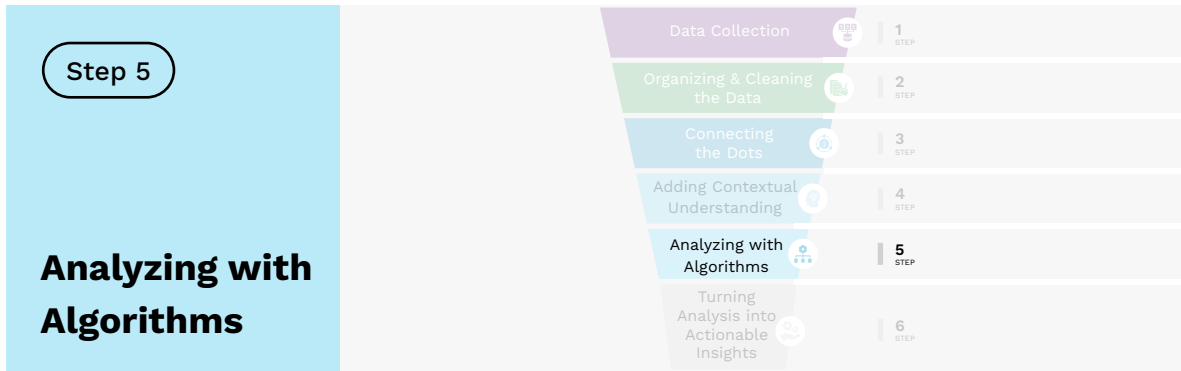 Step 5
Analyzing with
Algorithms
Data Collection
1
STEP
Organizing & Cleaning
the Data
2
STEP
Connecting
the Dots
3
STEP
Adding Contextual
Understanding
4
STEP
Analyzing with
Algorithms
5
STEP
Turning
Analysis into
Actionable
Insights
6
STEP